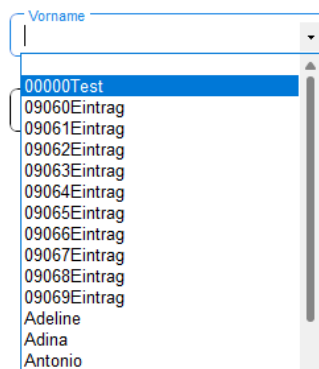 Vorname
00000Test
09060Eintrag
09061Eintrag
09062Eintrag
09063Eintrag
09064Eintrag
09065Eintrag
09066Eintrag
09067Eintrag
09068Eintrag
09069Eintrag
Adeline
Adina
Antonio